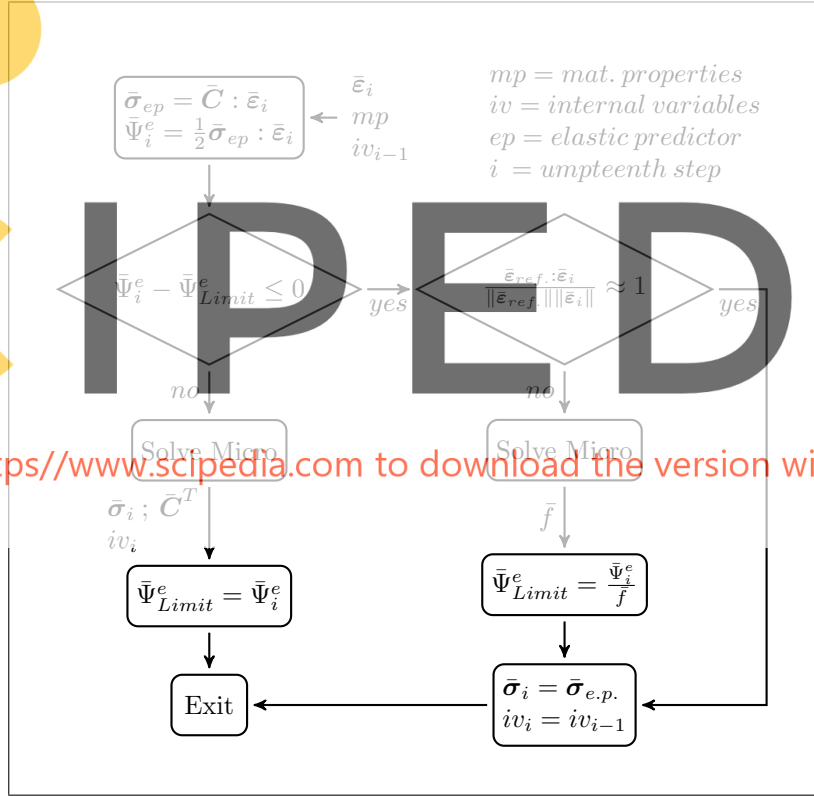 σ̄_ep = C̄ : ε̄_i
Ψ̄^e_i = 1/2 σ̄_ep : ε̄_i
ε̄_i
mp
iv_{i−1}
mp = mat. properties
iv = internal variables
ep = elastic predictor
i = umpteenth step
IPED
Ψ̄^e_i − Ψ̄^e_Limit ≤ 0
yes
ε̄_ref. : ε̄_i / ‖ε̄_ref.‖‖ε̄_i‖ ≈ 1
yes
no
no
Solve Micro
Solve Micro
tps//www.scipedia.com to download the version wi
σ̄_i ; C̄^T
iv_i
f̄
Ψ̄^e_Limit = Ψ̄^e_i
Ψ̄^e_Limit = Ψ̄^e_i / f̄
Exit
σ̄_i = σ̄_e.p.
iv_i = iv_{i−1}